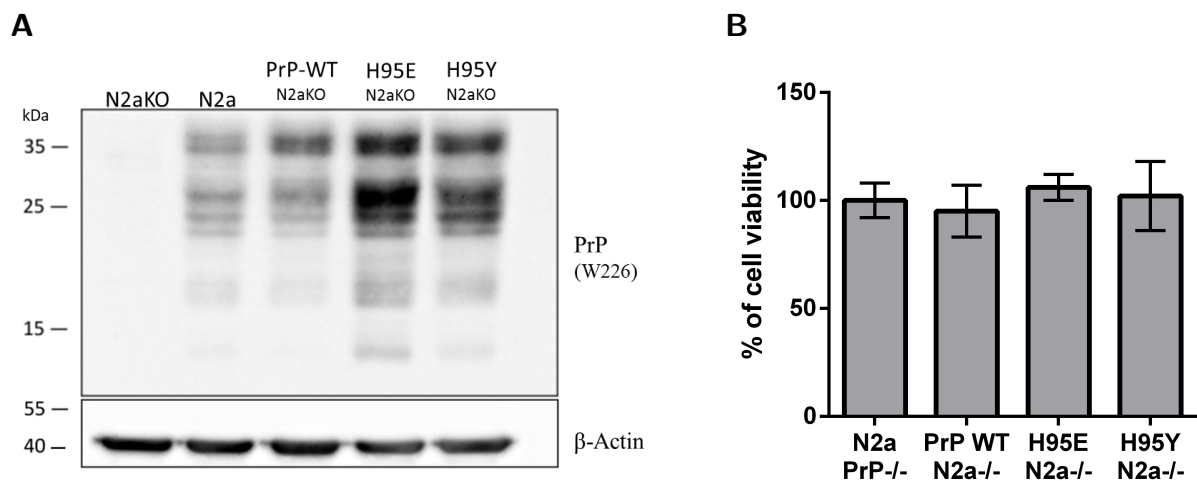 A
N2aKO
N2a
PrP-WT
N2aKO
H95E
N2aKO
H95Y
N2aKO
kDa
35
25
15
PrP
(W226)
55
40
β-Actin
B
% of cell viability
150
100
50
0
N2a
PrP-/-
PrP WT
N2a-/-
H95E
N2a-/-
H95Y
N2a-/-